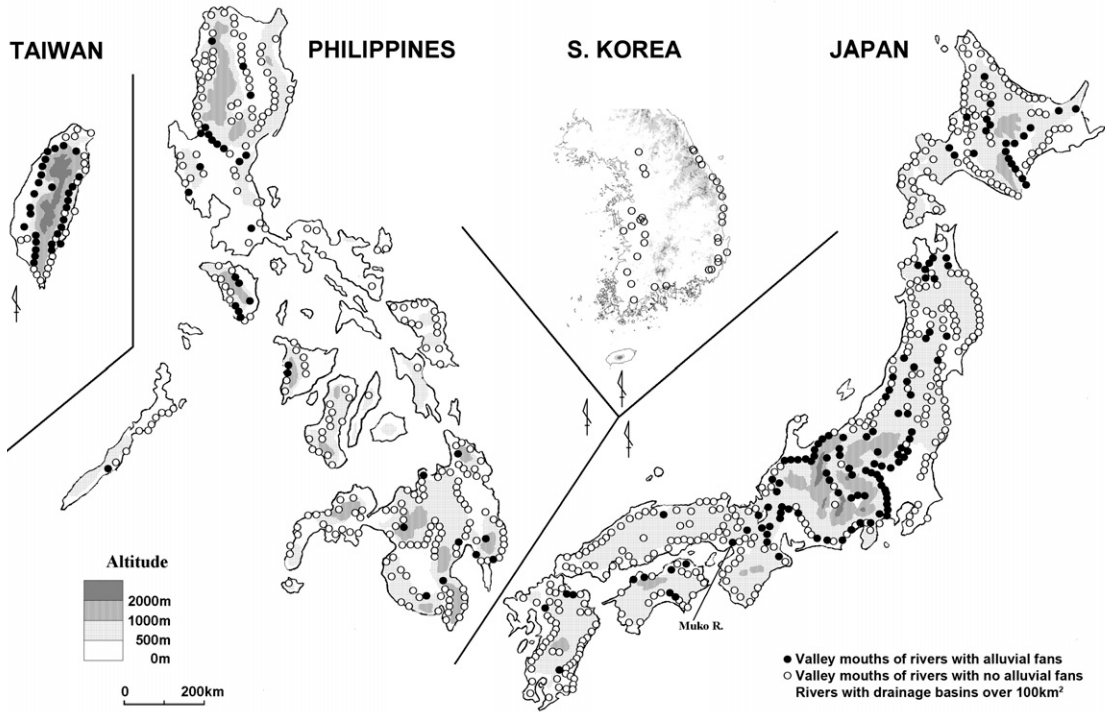 TAIWAN
PHILIPPINES
S. KOREA
JAPAN
Muko R.
Altitude
2000m
1000m
500m
0m
0 200km
Valley mouths of rivers with alluvial fans
Valley mouths of rivers with no alluvial fans
Rivers with drainage basins over 100km²